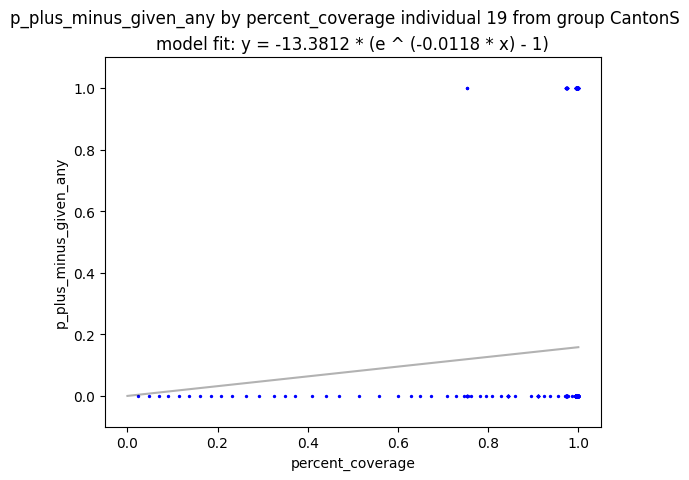 p_plus_minus_given_any by percent_coverage individual 19 from group CantonS
model fit: y = -13.3812 * (e ^ (-0.0118 * x) - 1)
1.0
0.8
0.6
0.4
0.2
0.0
p_plus_minus_given_any
0.0 0.2 0.4 0.6 0.8 1.0
percent_coverage